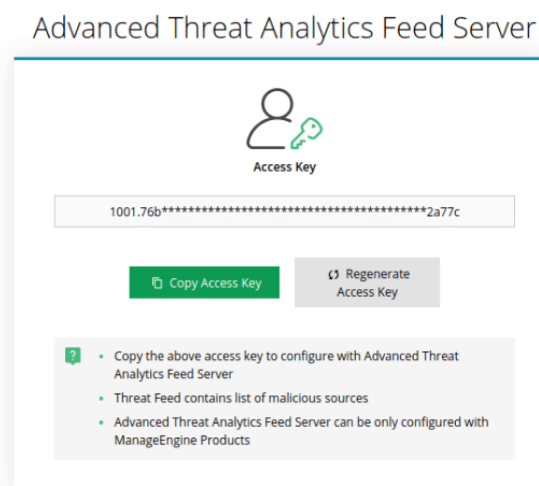 Advanced Threat Analytics Feed Server
Access Key
1001.76b****************************************2a77c
Copy Access Key
Regenerate
Access Key
? • Copy the above access key to configure with Advanced Threat
Analytics Feed Server
• Threat Feed contains list of malicious sources
• Advanced Threat Analytics Feed Server can be only configured with
ManageEngine Products